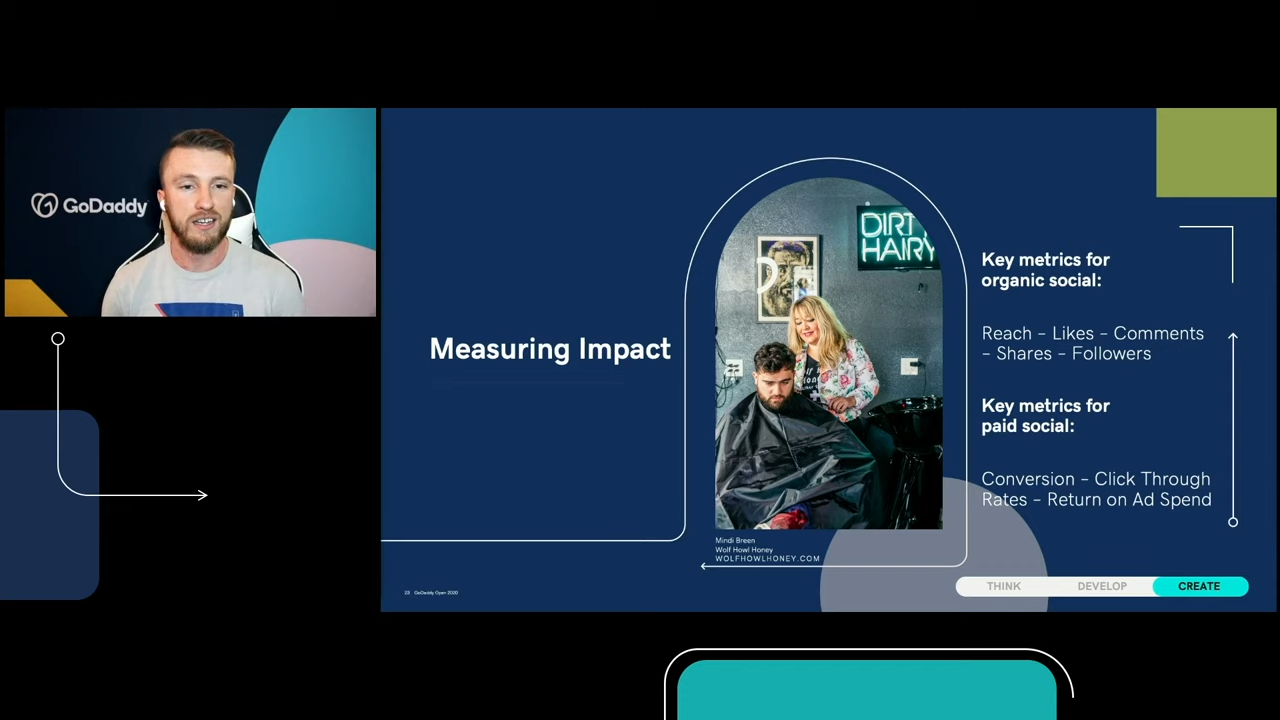 GoDaddy
Measuring Impact
DIRTY
HAIRY
Mindi Breen
Wolf Howl Honey
WOLFHOWLHONEY.COM
Key metrics for
organic social:
Reach – Likes – Comments
– Shares – Followers
Key metrics for
paid social:
Conversion – Click Through
Rates – Return on Ad Spend
23 GoDaddy Open 2020
THINK
DEVELOP
CREATE